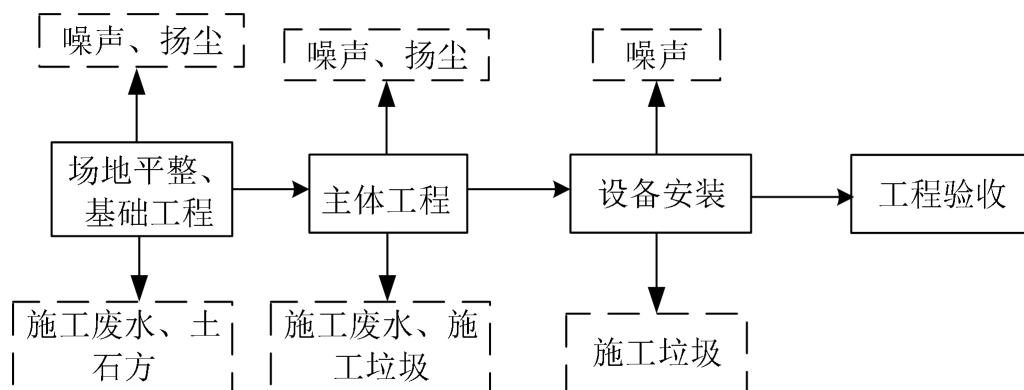 噪声、扬尘
噪声、扬尘
噪声
场地平整、
基础工程
主体工程
设备安装
工程验收
施工废水、土
石方
施工废水、施
工垃圾
施工垃圾